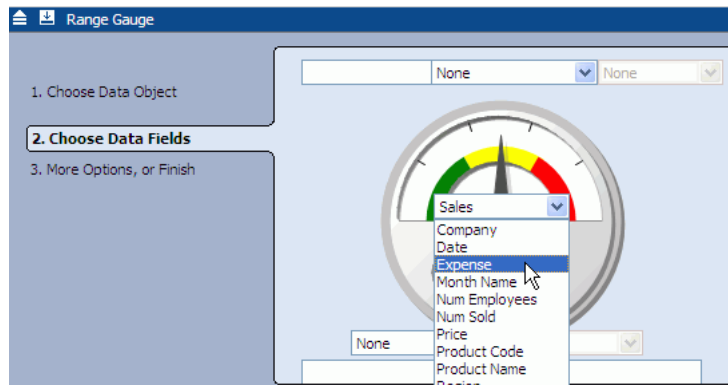 Range Gauge
1. Choose Data Object
2. Choose Data Fields
3. More Options, or Finish
None None
Sales
Company
Date
Expense
Month Name
Num Employees
Num Sold
Price
Product Code
Product Name
Region
None